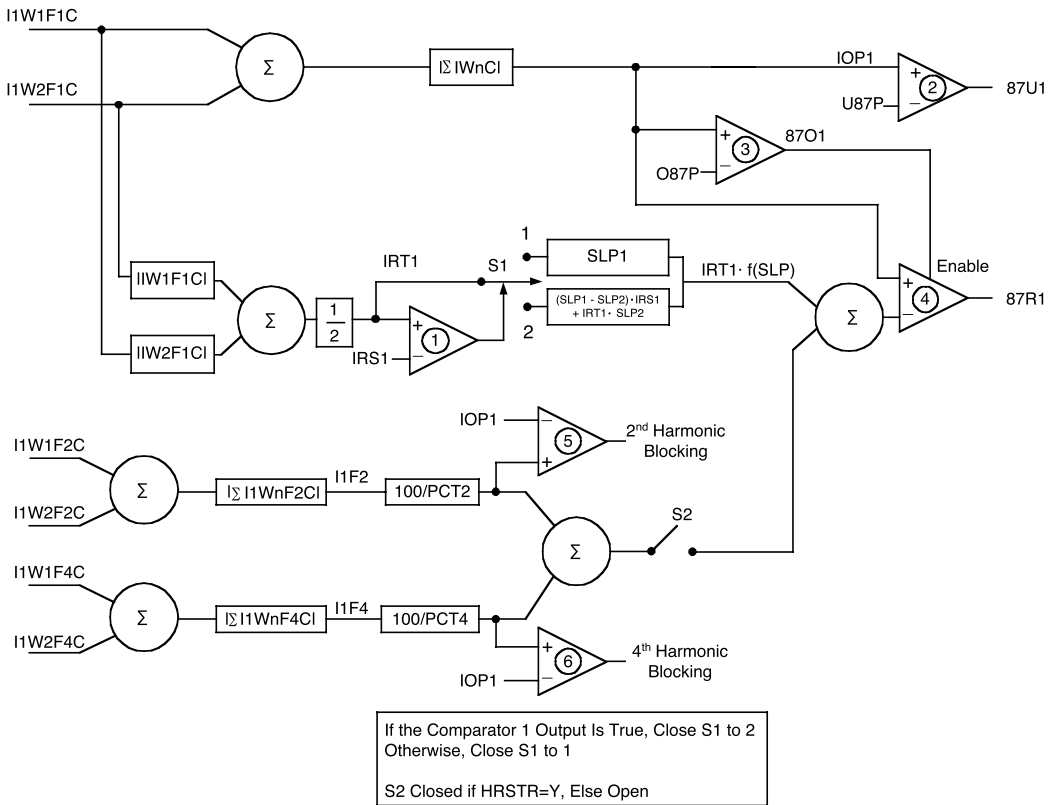 I1W1F1C
Σ
|Σ IWnC|
IOP1
+
2
−
87U1
I1W2F1C
U87P
+
3
−
87O1
O87P
1
SLP1
IRT1
S1
IRT1· f(SLP)
Enable
|IW1F1C|
+
4
−
87R1
Σ
1
2
(SLP1 - SLP2)·IRS1
+ IRT1· SLP2
2
Σ
+
1
−
IRS1
|IW2F1C|
IOP1
−
5
+
2nd Harmonic
Blocking
I1W1F2C
Σ
|Σ I1WnF2C|
I1F2
100/PCT2
I1W2F2C
S2
Σ
I1W1F4C
Σ
|Σ I1WnF4C|
I1F4
100/PCT4
I1W2F4C
+
6
−
4th Harmonic
Blocking
IOP1
If the Comparator 1 Output Is True, Close S1 to 2
Otherwise, Close S1 to 1
S2 Closed if HRSTR=Y, Else Open